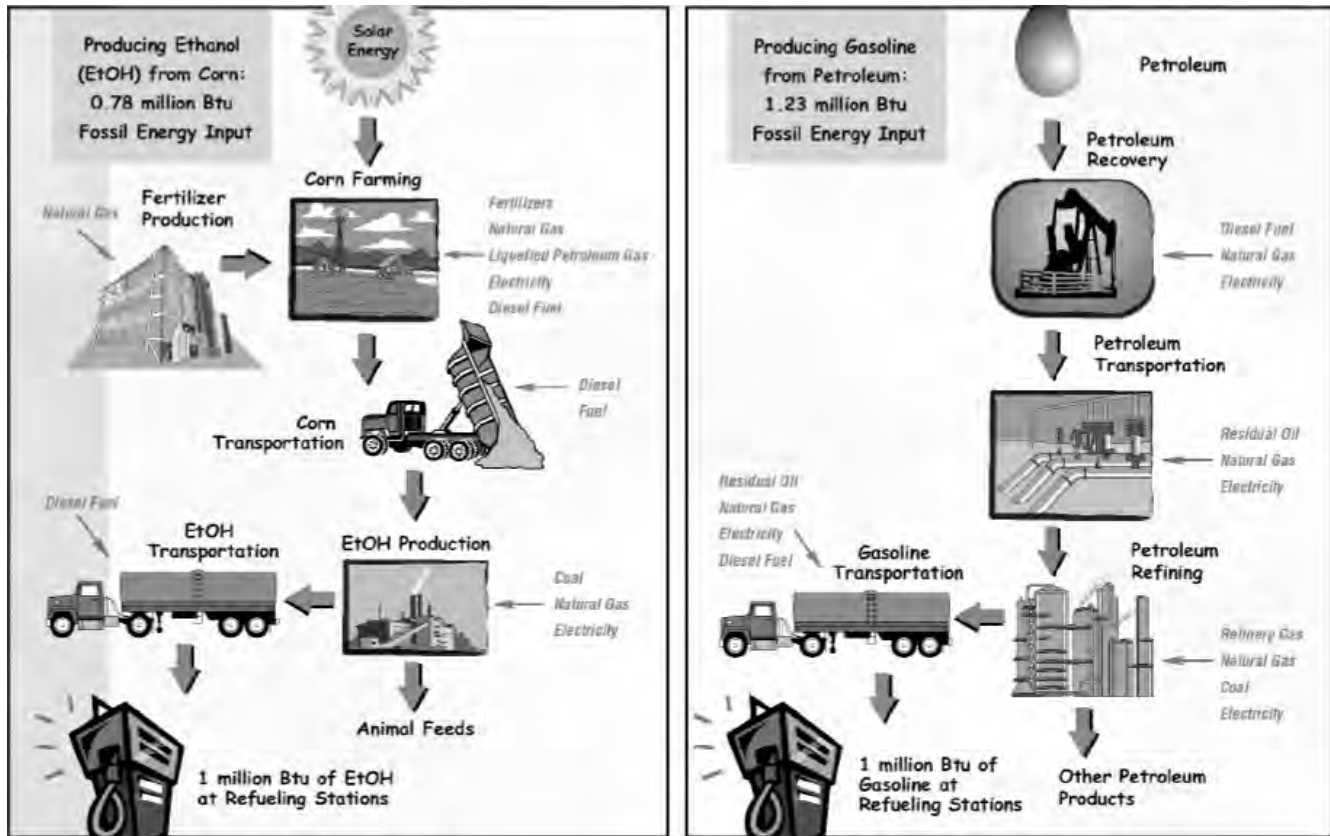 Solar
Energy
Producing Ethanol
(EtOH) from Corn:
0.78 million Btu
Fossil Energy Input
Corn Farming
Fertilizer
Production
Natural Gas
Fertilizers
Natural Gas
Liquefied Petroleum Gas
Electricity
Diesel Fuel
Diesel
Fuel
Corn
Transportation
Diesel Fuel
EtOH
Transportation
EtOH Production
Coal
Natural Gas
Electricity
Animal Feeds
1 million Btu of EtOH
at Refueling Stations
Producing Gasoline
from Petroleum:
1.23 million Btu
Fossil Energy Input
Petroleum
Petroleum
Recovery
Diesel Fuel
Natural Gas
Electricity
Petroleum
Transportation
Residual Oil
Natural Gas
Electricity
Residual Oil
Natural Gas
Electricity
Diesel Fuel
Gasoline
Transportation
Petroleum
Refining
Refinery Gas
Natural Gas
Coal
Electricity
1 million Btu of
Gasoline at
Refueling Stations
Other Petroleum
Products